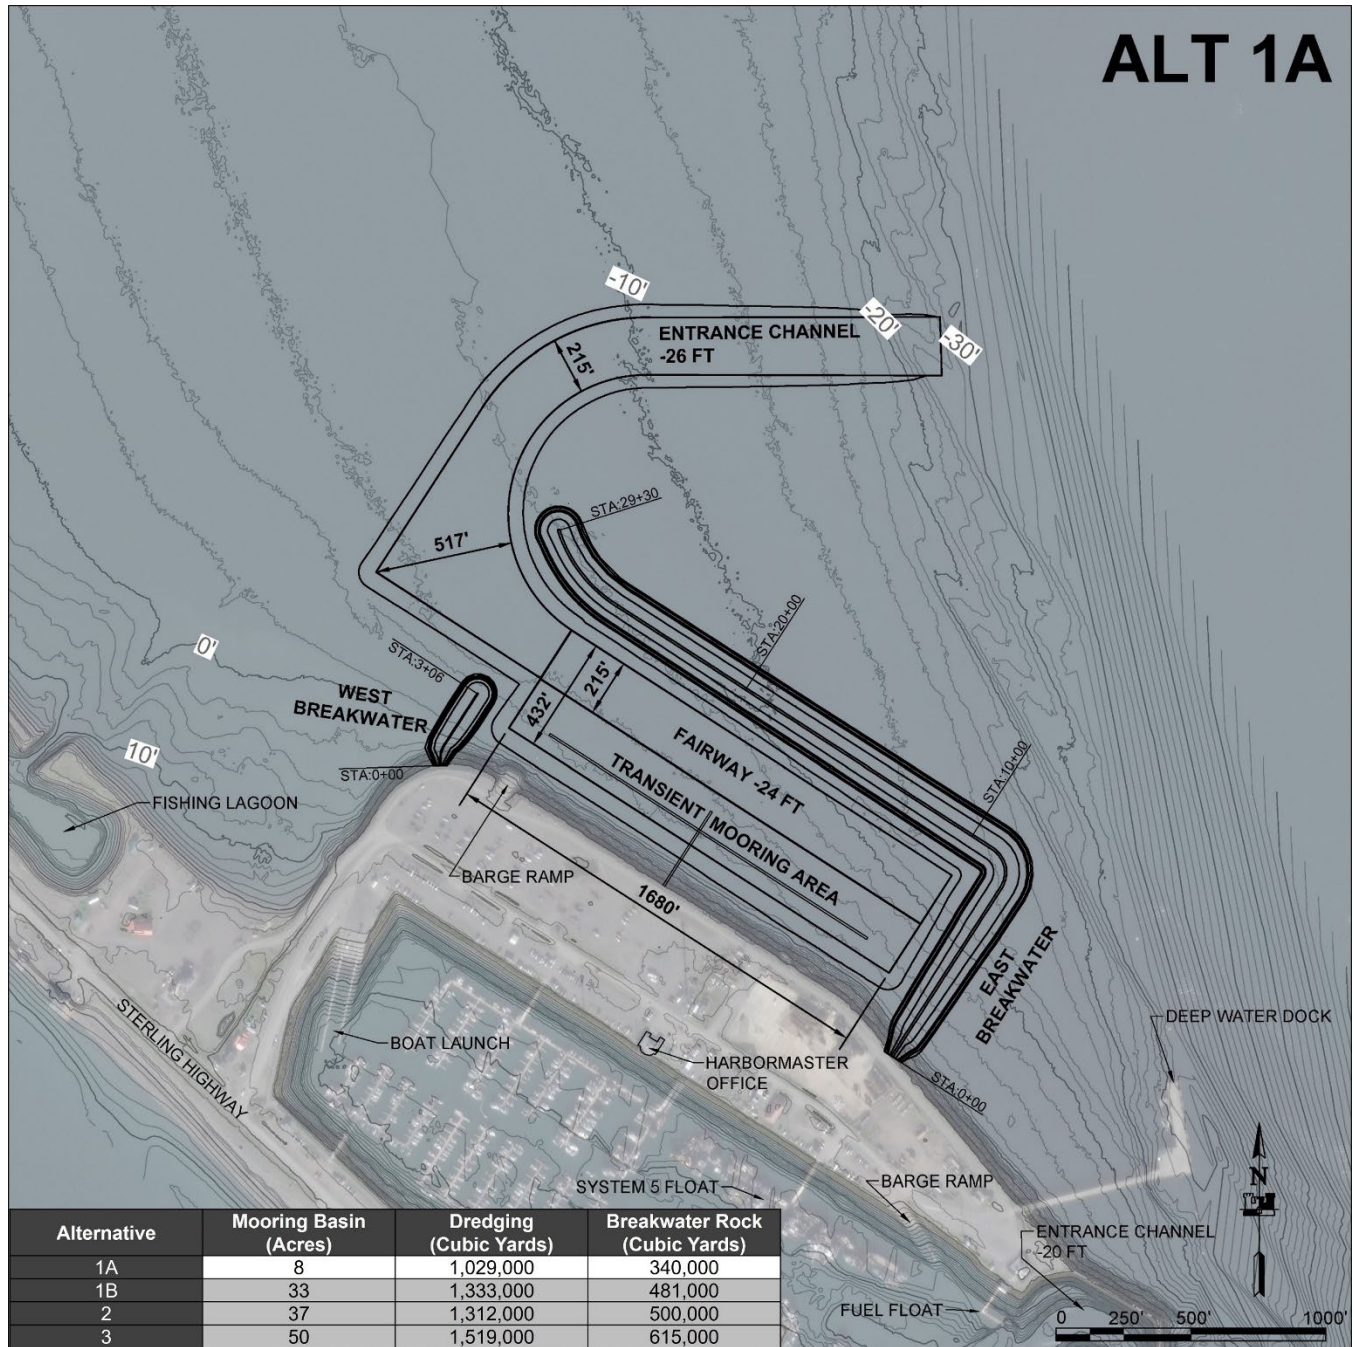 ALT 1A
-10'
-20'
-30'
ENTRANCE CHANNEL
-26 FT
215'
517'
STA:29+30
STA:20+00
STA:10+00
0'
STA:3+06
WEST
BREAKWATER
432'
215'
FAIRWAY -24 FT
TRANSIENT MOORING AREA
10'
STA:0+00
FISHING LAGOON
BARGE RAMP
1680'
EAST
BREAKWATER
STERLING HIGHWAY
BOAT LAUNCH
HARBORMASTER
OFFICE
STA:0+00
DEEP WATER DOCK
SYSTEM 5 FLOAT
BARGE RAMP
N
ENTRANCE CHANNEL
-20 FT
FUEL FLOAT
0 250' 500' 1000'
Alternative Mooring Basin (Acres) Dredging (Cubic Yards) Breakwater Rock (Cubic Yards)
1A 8 1,029,000 340,000
1B 33 1,333,000 481,000
2 37 1,312,000 500,000
3 50 1,519,000 615,000